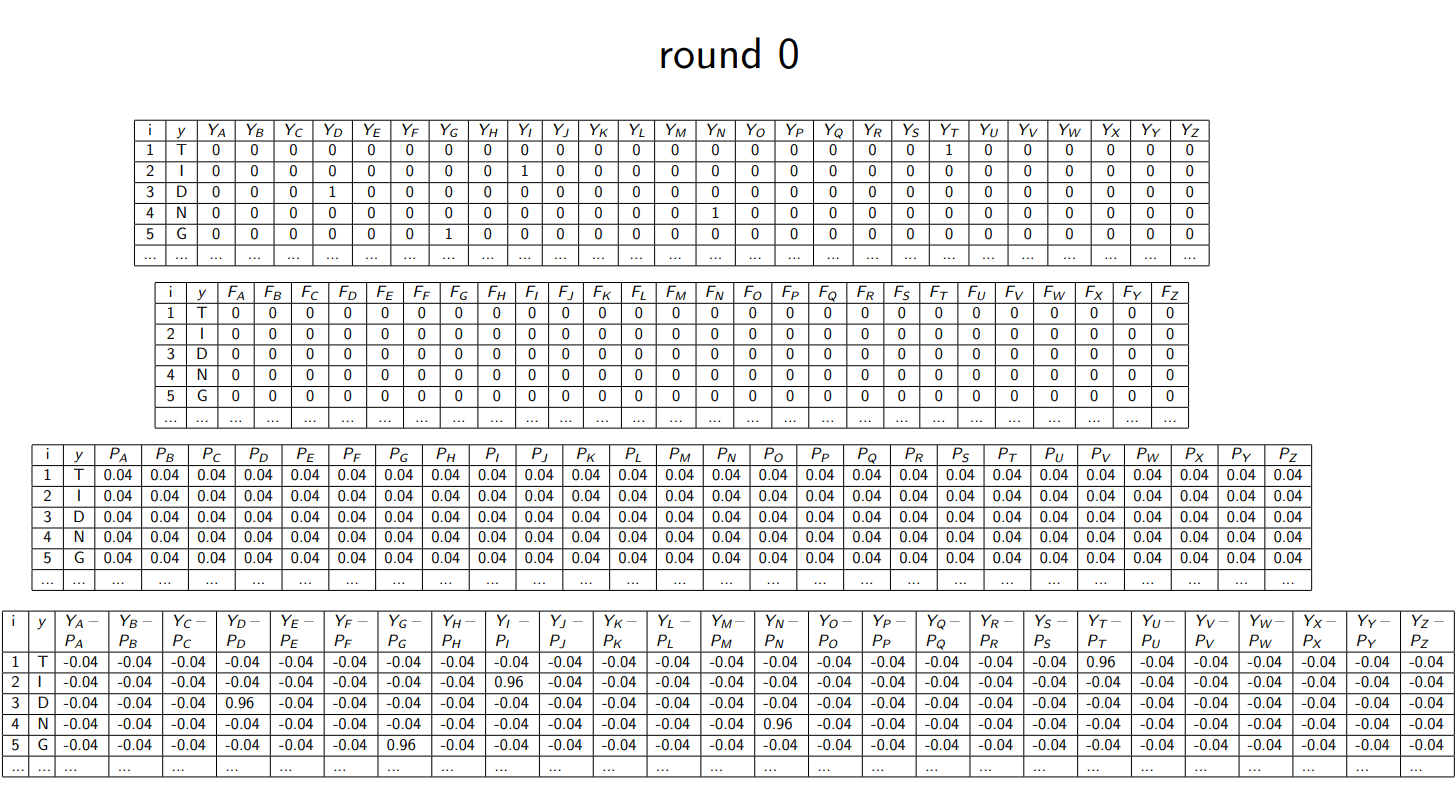 round 0
i y Y_A Y_B Y_C Y_D Y_E Y_F Y_G Y_H Y_I Y_J Y_K Y_L Y_M Y_N Y_O Y_P Y_Q Y_R Y_S Y_T Y_U Y_V Y_W Y_X Y_Y Y_Z
1 T 0 0 0 0 0 0 0 0 0 0 0 0 0 0 0 0 0 0 0 1 0 0 0 0 0 0
2 I 0 0 0 0 0 0 0 0 1 0 0 0 0 0 0 0 0 0 0 0 0 0 0 0 0 0
3 D 0 0 0 1 0 0 0 0 0 0 0 0 0 0 0 0 0 0 0 0 0 0 0 0 0 0
4 N 0 0 0 0 0 0 0 0 0 0 0 0 0 1 0 0 0 0 0 0 0 0 0 0 0 0
5 G 0 0 0 0 0 0 1 0 0 0 0 0 0 0 0 0 0 0 0 0 0 0 0 0 0 0
... ... ... ... ... ... ... ... ... ... ... ... ... ... ... ... ... ... ... ... ... ... ... ... ... ... ... ...
i y F_A F_B F_C F_D F_E F_F F_G F_H F_I F_J F_K F_L F_M F_N F_O F_P F_Q F_R F_S F_T F_U F_V F_W F_X F_Y F_Z
1 T 0 0 0 0 0 0 0 0 0 0 0 0 0 0 0 0 0 0 0 0 0 0 0 0 0 0
2 I 0 0 0 0 0 0 0 0 0 0 0 0 0 0 0 0 0 0 0 0 0 0 0 0 0 0
3 D 0 0 0 0 0 0 0 0 0 0 0 0 0 0 0 0 0 0 0 0 0 0 0 0 0 0
4 N 0 0 0 0 0 0 0 0 0 0 0 0 0 0 0 0 0 0 0 0 0 0 0 0 0 0
5 G 0 0 0 0 0 0 0 0 0 0 0 0 0 0 0 0 0 0 0 0 0 0 0 0 0 0
... ... ... ... ... ... ... ... ... ... ... ... ... ... ... ... ... ... ... ... ... ... ... ... ... ... ... ...
i y P_A P_B P_C P_D P_E P_F P_G P_H P_I P_J P_K P_L P_M P_N P_O P_P P_Q P_R P_S P_T P_U P_V P_W P_X P_Y P_Z
1 T 0.04 0.04 0.04 0.04 0.04 0.04 0.04 0.04 0.04 0.04 0.04 0.04 0.04 0.04 0.04 0.04 0.04 0.04 0.04 0.04 0.04 0.04 0.04 0.04 0.04 0.04
2 I 0.04 0.04 0.04 0.04 0.04 0.04 0.04 0.04 0.04 0.04 0.04 0.04 0.04 0.04 0.04 0.04 0.04 0.04 0.04 0.04 0.04 0.04 0.04 0.04 0.04 0.04
3 D 0.04 0.04 0.04 0.04 0.04 0.04 0.04 0.04 0.04 0.04 0.04 0.04 0.04 0.04 0.04 0.04 0.04 0.04 0.04 0.04 0.04 0.04 0.04 0.04 0.04 0.04
4 N 0.04 0.04 0.04 0.04 0.04 0.04 0.04 0.04 0.04 0.04 0.04 0.04 0.04 0.04 0.04 0.04 0.04 0.04 0.04 0.04 0.04 0.04 0.04 0.04 0.04 0.04
5 G 0.04 0.04 0.04 0.04 0.04 0.04 0.04 0.04 0.04 0.04 0.04 0.04 0.04 0.04 0.04 0.04 0.04 0.04 0.04 0.04 0.04 0.04 0.04 0.04 0.04 0.04
... ... ... ... ... ... ... ... ... ... ... ... ... ... ... ... ... ... ... ... ... ... ... ... ... ... ... ...
i y Y_A − Y_B − Y_C − Y_D − Y_E − Y_F − Y_G − Y_H − Y_I − Y_J − Y_K − Y_L − Y_M − Y_N − Y_O − Y_P − Y_Q − Y_R − Y_S − Y_T − Y_U − Y_V − Y_W − Y_X − Y_Y − Y_Z −
P_A P_B P_C P_D P_E P_F P_G P_H P_I P_J P_K P_L P_M P_N P_O P_P P_Q P_R P_S P_T P_U P_V P_W P_X P_Y P_Z
1 T -0.04 -0.04 -0.04 -0.04 -0.04 -0.04 -0.04 -0.04 -0.04 -0.04 -0.04 -0.04 -0.04 -0.04 -0.04 -0.04 -0.04 -0.04 -0.04 0.96 -0.04 -0.04 -0.04 -0.04 -0.04 -0.04
2 I -0.04 -0.04 -0.04 -0.04 -0.04 -0.04 -0.04 -0.04 0.96 -0.04 -0.04 -0.04 -0.04 -0.04 -0.04 -0.04 -0.04 -0.04 -0.04 -0.04 -0.04 -0.04 -0.04 -0.04 -0.04 -0.04
3 D -0.04 -0.04 -0.04 0.96 -0.04 -0.04 -0.04 -0.04 -0.04 -0.04 -0.04 -0.04 -0.04 -0.04 -0.04 -0.04 -0.04 -0.04 -0.04 -0.04 -0.04 -0.04 -0.04 -0.04 -0.04 -0.04
4 N -0.04 -0.04 -0.04 -0.04 -0.04 -0.04 -0.04 -0.04 -0.04 -0.04 -0.04 -0.04 -0.04 0.96 -0.04 -0.04 -0.04 -0.04 -0.04 -0.04 -0.04 -0.04 -0.04 -0.04 -0.04 -0.04
5 G -0.04 -0.04 -0.04 -0.04 -0.04 -0.04 0.96 -0.04 -0.04 -0.04 -0.04 -0.04 -0.04 -0.04 -0.04 -0.04 -0.04 -0.04 -0.04 -0.04 -0.04 -0.04 -0.04 -0.04 -0.04 -0.04
... ... ... ... ... ... ... ... ... ... ... ... ... ... ... ... ... ... ... ... ... ... ... ... ... ... ... ...